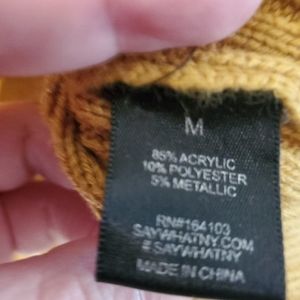 M
85% ACRYLIC
10% POLYESTER
5% METALLIC
RN#164103
SAYWHATNY.COM
#SAYWHATNY
MADE IN CHINA